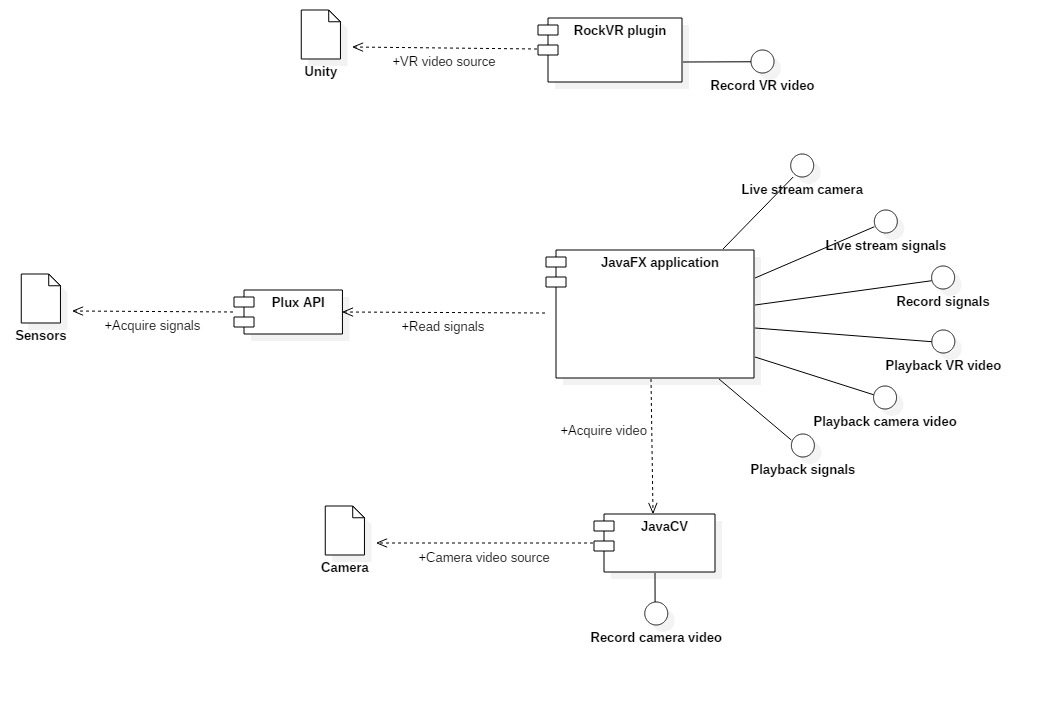 RockVR plugin
+VR video source
Unity
Record VR video
Live stream camera
Live stream signals
JavaFX application
Record signals
Plux API
+Acquire signals
+Read signals
Sensors
Playback VR video
Playback camera video
+Acquire video
Playback signals
JavaCV
+Camera video source
Camera
Record camera video